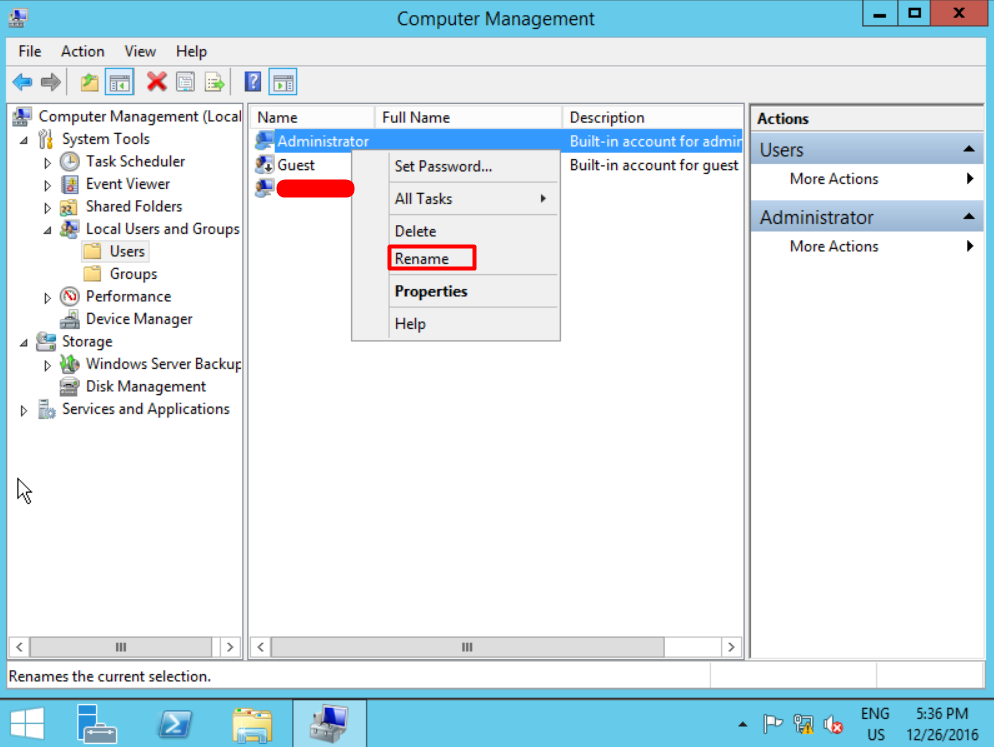 Computer Management
File Action View Help
Computer Management (Local
System Tools
Task Scheduler
Event Viewer
Shared Folders
Local Users and Groups
Users
Groups
Performance
Device Manager
Storage
Windows Server Backup
Disk Management
Services and Applications
Name Full Name Description
Administrator Built-in account for admin
Guest Built-in account for guest
Set Password...
All Tasks
Delete
Rename
Properties
Help
Actions
Users
More Actions
Administrator
More Actions
Renames the current selection.
ENG 5:36 PM
US 12/26/2016